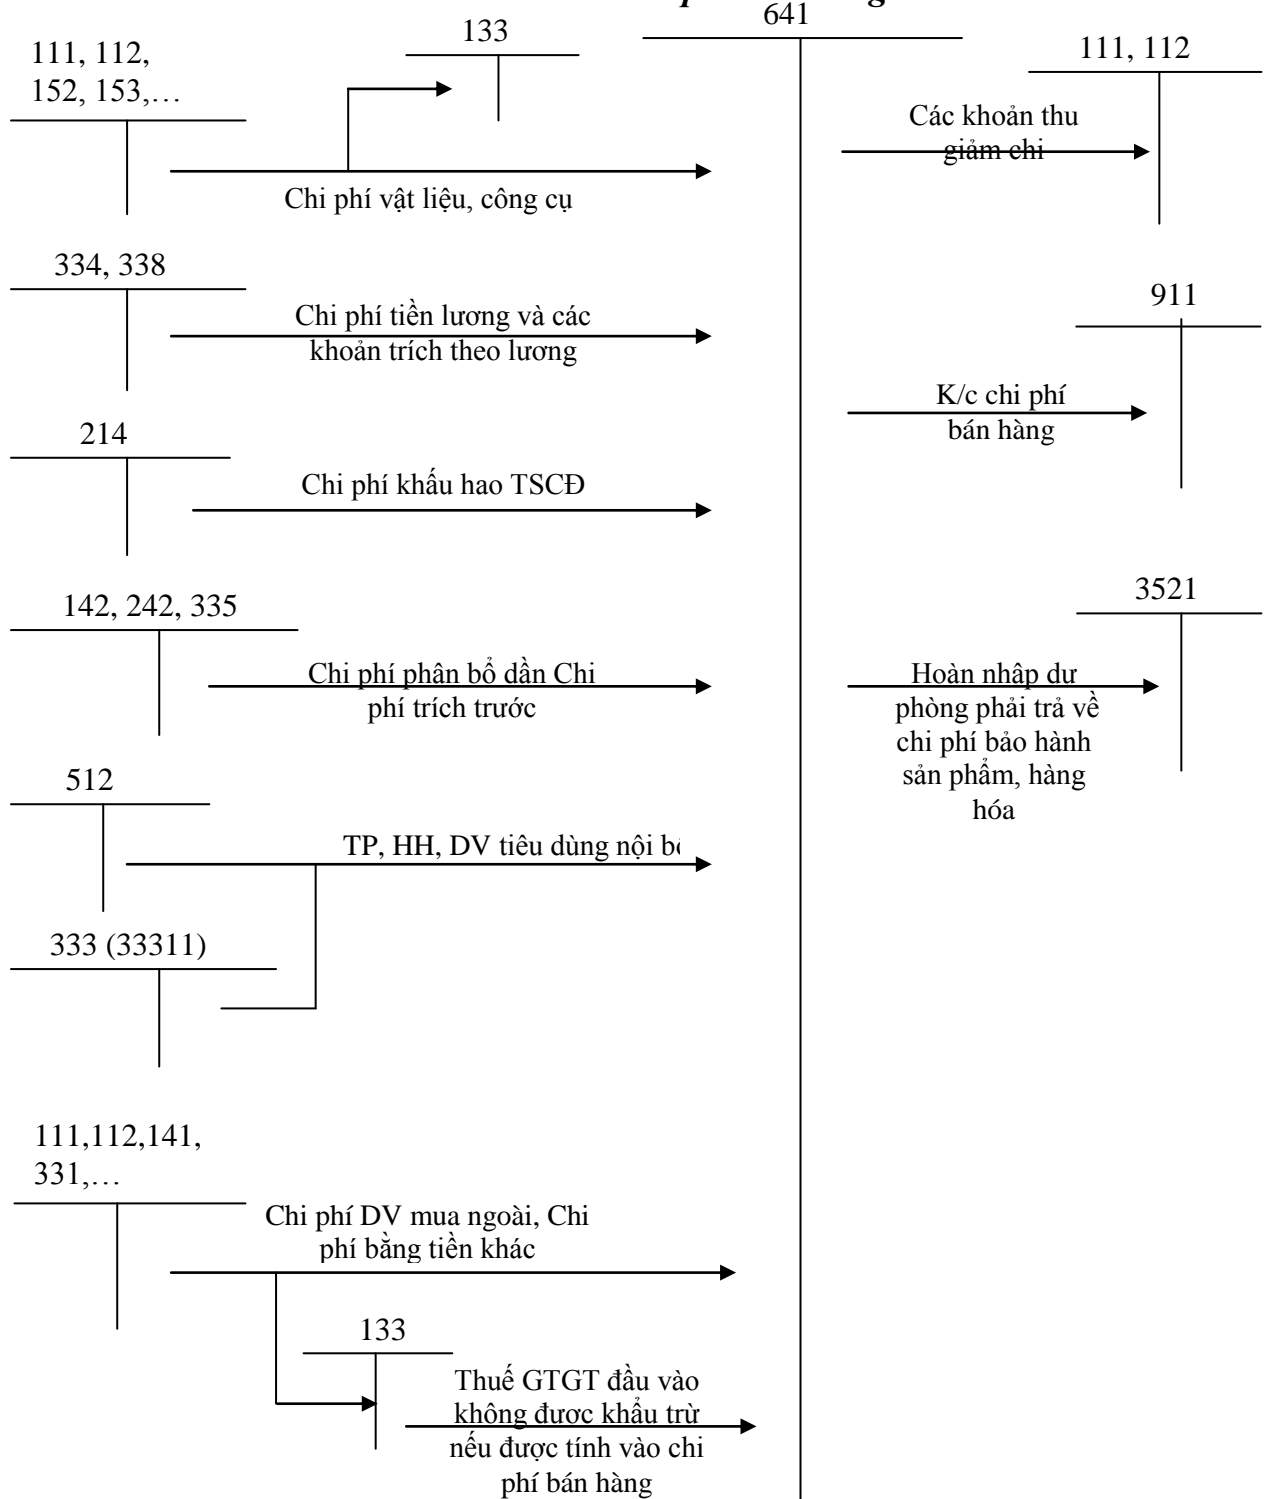 641
133
111, 112,
152, 153,…
111, 112
Các khoản thu
giảm chi
Chi phí vật liệu, công cụ
334, 338
Chi phí tiền lương và các
khoản trích theo lương
911
K/c chi phí
bán hàng
214
Chi phí khấu hao TSCĐ
142, 242, 335
Chi phí phân bổ dần Chi
phí trích trước
3521
Hoàn nhập dự
phòng phải trả về
chi phí bảo hành
sản phẩm, hàng
hóa
512
TP, HH, DV tiêu dùng nội
333 (33311)
111,112,141,
331,…
Chi phí DV mua ngoài, Chi
phí bằng tiền khác
133
Thuế GTGT đầu vào
không được khẩu trừ
nếu được tính vào chi
phí bán hàng